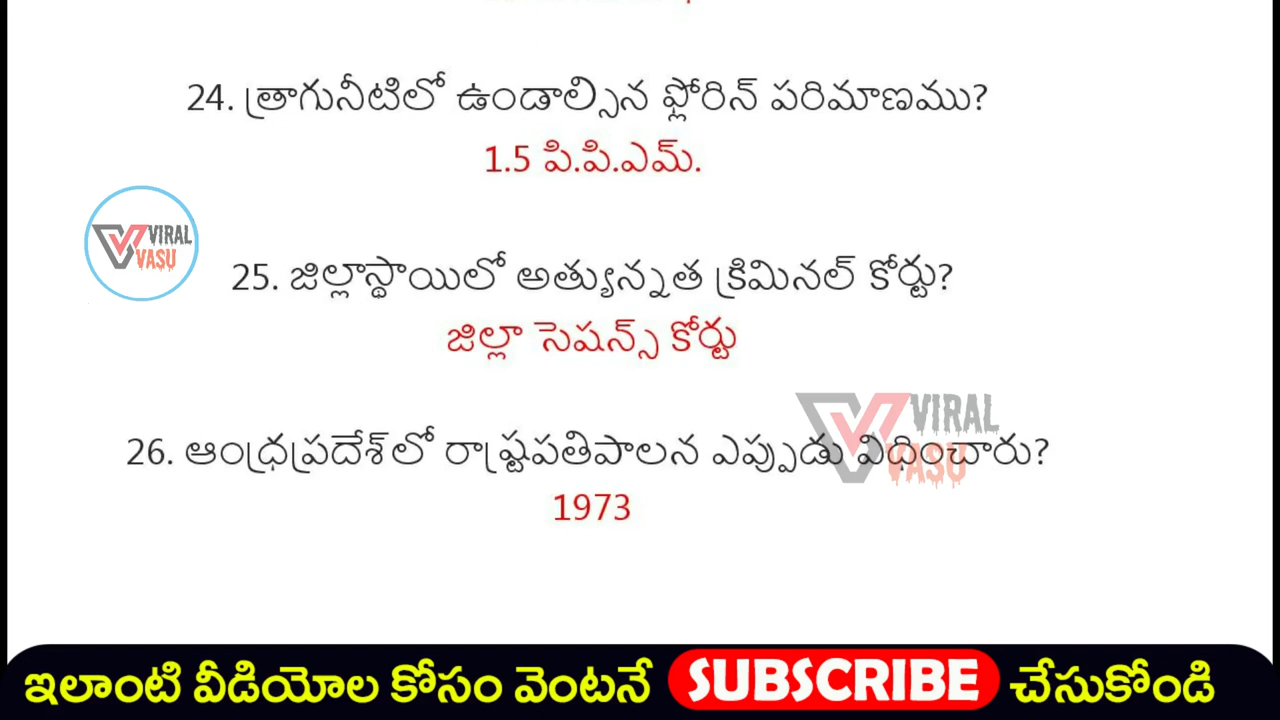 24. త్రాగునీటిలో ఉండాల్సిన ఫ్లోరిన్ పరిమాణము?
1.5 పి.పి.ఎమ్.
VIRAL
VASU
25. జిల్లాస్థాయిలో అత్యున్నత క్రిమినల్ కోర్టు?
జిల్లా సెషన్స్ కోర్టు
VIRAL
VASU
26. ఆంధ్రప్రదేశ్‌లో రాష్ట్రపతిపాలన ఎప్పుడు విధించారు?
1973
ఇలాంటి వీడియోల కోసం వెంటనే SUBSCRIBE చేసుకోండి